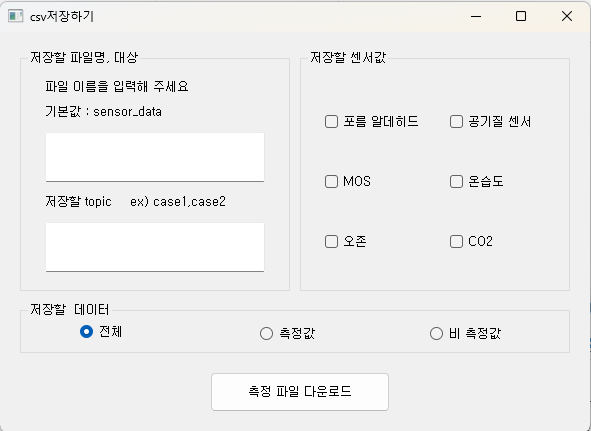 csv저장하기
저장할 파일명, 대상
파일 이름을 입력해 주세요
기본값 : sensor_data
저장할 topic ex) case1,case2
저장할 센서값
포름 알데히드 공기질 센서
MOS 온습도
오존 CO2
저장할 데이터
전체 측정값 비 측정값
측정 파일 다운로드